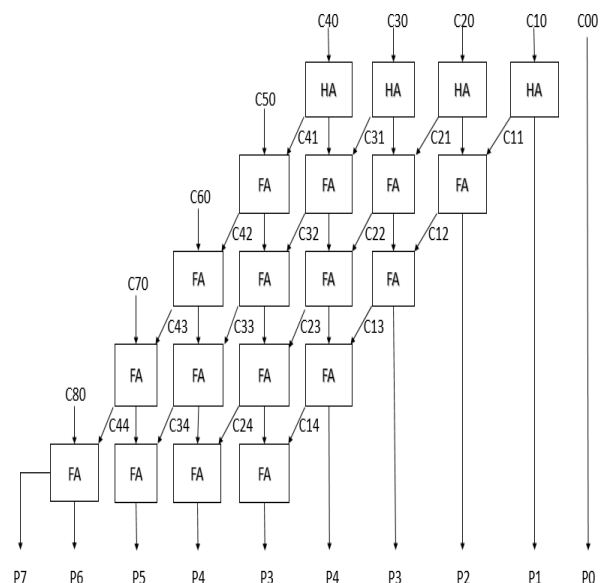 C40 C30 C20 C10 C00
HA HA HA HA
C50
C41 C31 C21 C11
FA FA FA FA
C60
C42 C32 C22 C12
FA FA FA FA
C70
C43 C33 C23 C13
FA FA FA FA
C80
C44 C34 C24 C14
FA FA FA FA
P7 P6 P5 P4 P3 P4 P3 P2 P1 P0